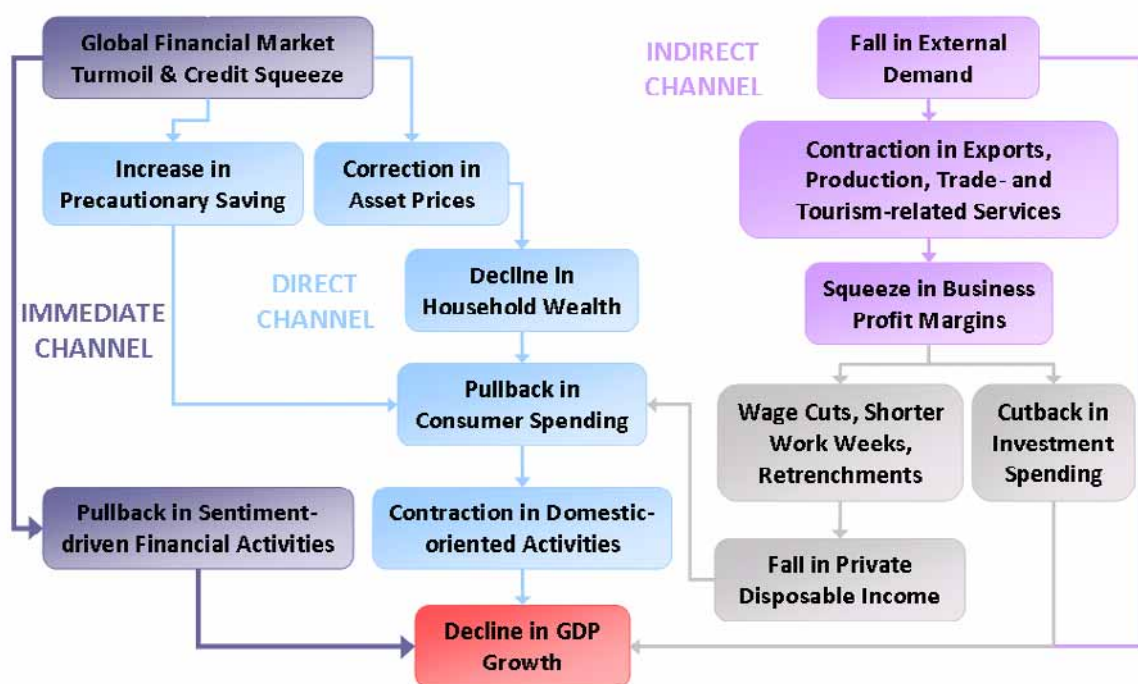 Global Financial Market
Turmoil & Credit Squeeze
INDIRECT
CHANNEL
Fall in External
Demand
Increase in
Precautionary Saving
Correction in
Asset Prices
Contraction in Exports,
Production, Trade- and
Tourism-related Services
IMMEDIATE
CHANNEL
DIRECT
CHANNEL
Decline in
Household Wealth
Squeeze in Business
Profit Margins
Pullback in
Consumer Spending
Wage Cuts, Shorter
Work Weeks,
Retrenchments
Cutback in
Investment
Spending
Pullback in Sentiment-
driven Financial Activities
Contraction in Domestic-
oriented Activities
Fall in Private
Disposable Income
Decline in GDP
Growth